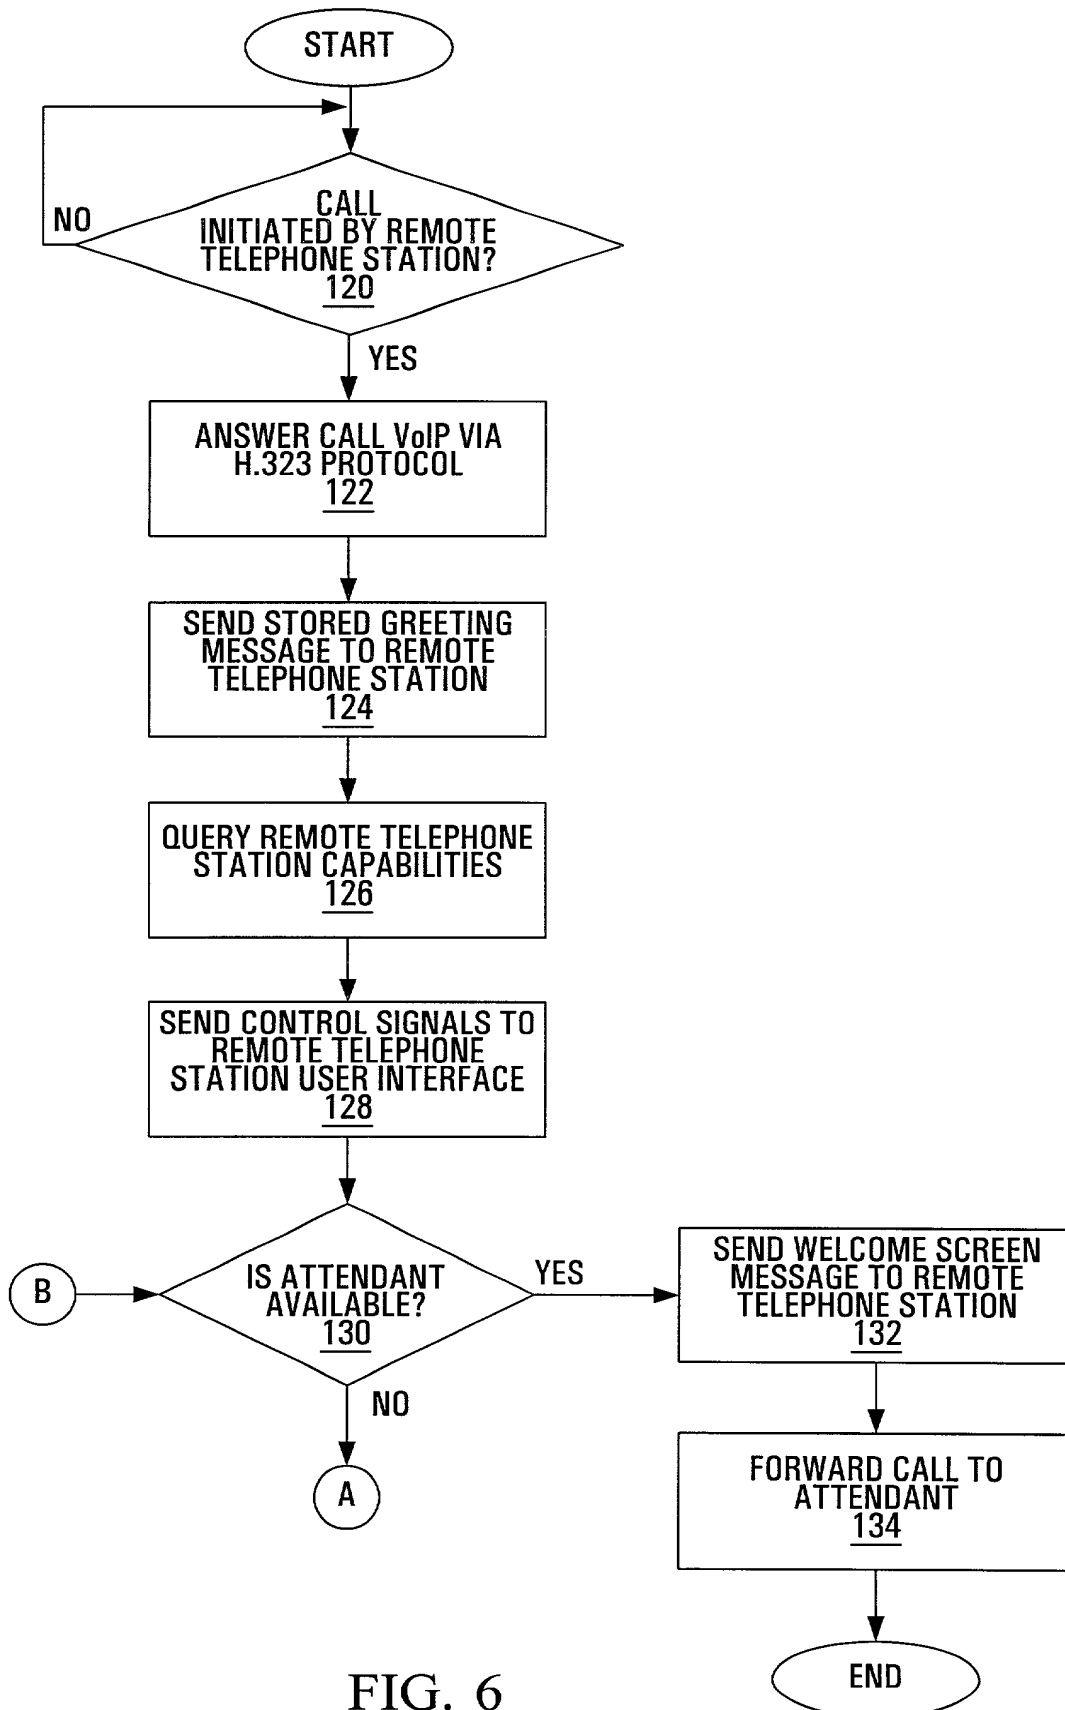 START
CALL
INITIATED BY REMOTE
TELEPHONE STATION?
120
NO
YES
ANSWER CALL VoIP VIA
H.323 PROTOCOL
122
SEND STORED GREETING
MESSAGE TO REMOTE
TELEPHONE STATION
124
QUERY REMOTE TELEPHONE
STATION CAPABILITIES
126
SEND CONTROL SIGNALS TO
REMOTE TELEPHONE
STATION USER INTERFACE
128
B
IS ATTENDANT
AVAILABLE?
130
YES
NO
A
SEND WELCOME SCREEN
MESSAGE TO REMOTE
TELEPHONE STATION
132
FORWARD CALL TO
ATTENDANT
134
END
FIG. 6